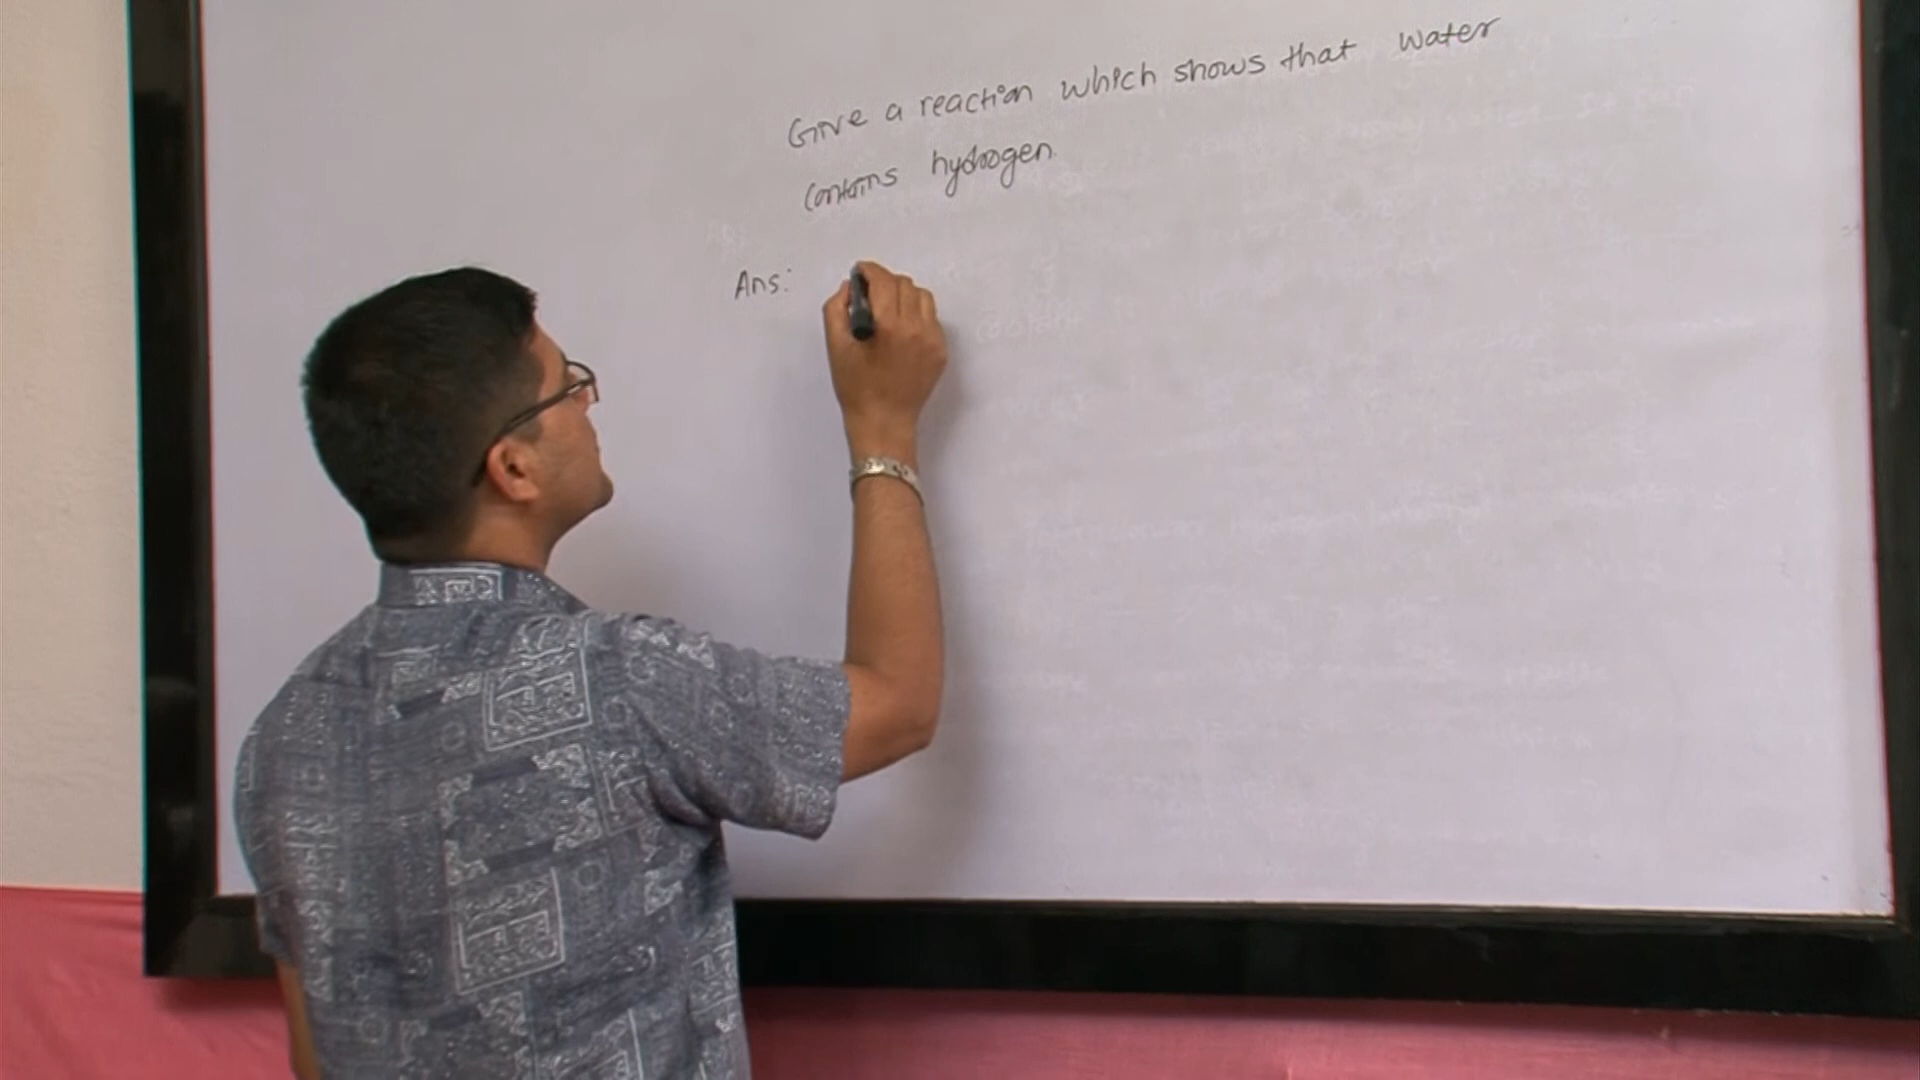 Give a reaction which shows that water
contains hydrogen.
Ans: